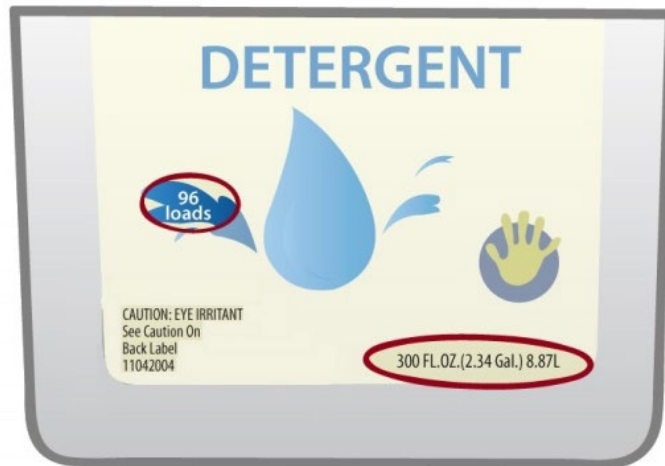 DETERGENT
96
loads
CAUTION: EYE IRRITANT
See Caution On
Back Label
11042004
300 FL.OZ.(2.34 Gal.) 8.87L